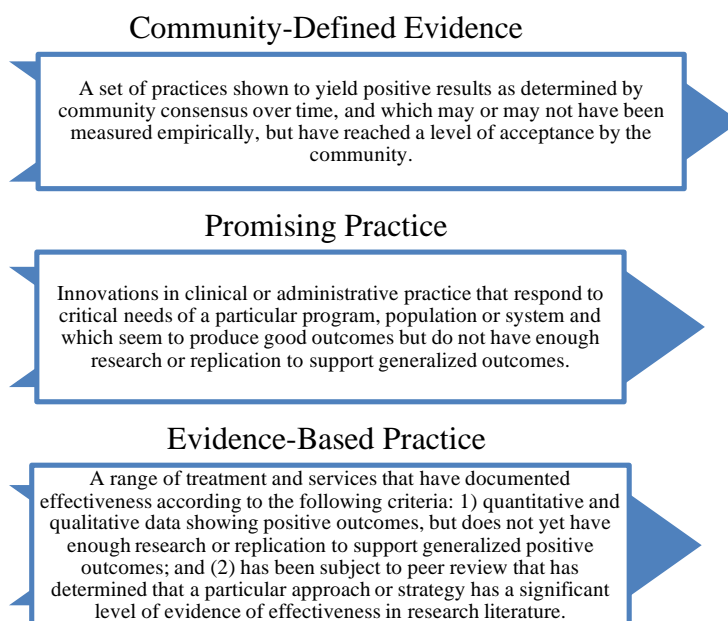 Community-Defined Evidence
A set of practices shown to yield positive results as determined by
community consensus over time, and which may or may not have been
measured empirically, but have reached a level of acceptance by the
community.
Promising Practice
Innovations in clinical or administrative practice that respond to
critical needs of a particular program, population or system and
which seem to produce good outcomes but do not have enough
research or replication to support generalized outcomes.
Evidence-Based Practice
A range of treatment and services that have documented
effectiveness according to the following criteria: 1) quantitative and
qualitative data showing positive outcomes, but does not yet have
enough research or replication to support generalized positive
outcomes; and (2) has been subject to peer review that has
determined that a particular approach or strategy has a significant
level of evidence of effectiveness in research literature.